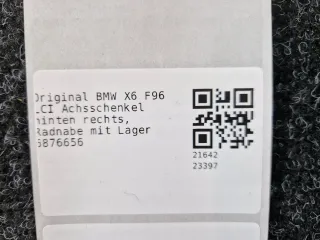 Original BMW X6 F96
LCI Achsschenkel
hinten rechts,
Radnabe mit Lager
6876656
21642
23397